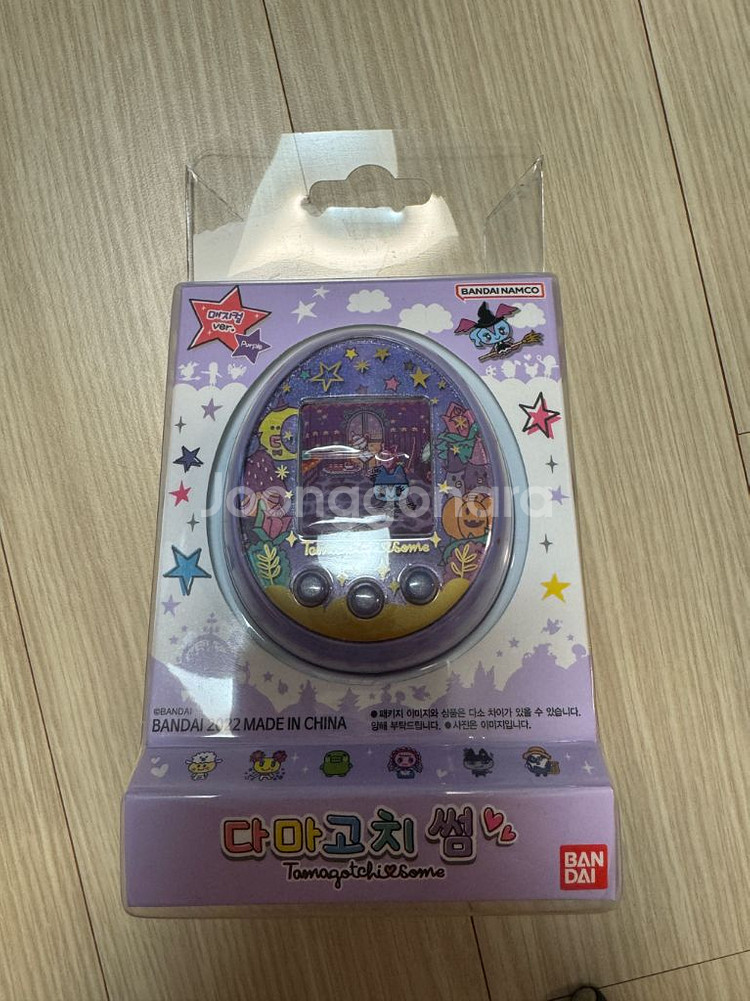 BANDAI NAMCO
매지컬
ver.
Purple
Joonggonara
Tamagotchi Some
©BANDAI
BANDAI 2022 MADE IN CHINA
● 패키지 이미지와 상품은 다소 차이가 있을 수 있습니다.
양해 부탁드립니다. ● 사진은 이미지입니다.
다마고치 썸
Tamagotchi Some
BAN
DAI